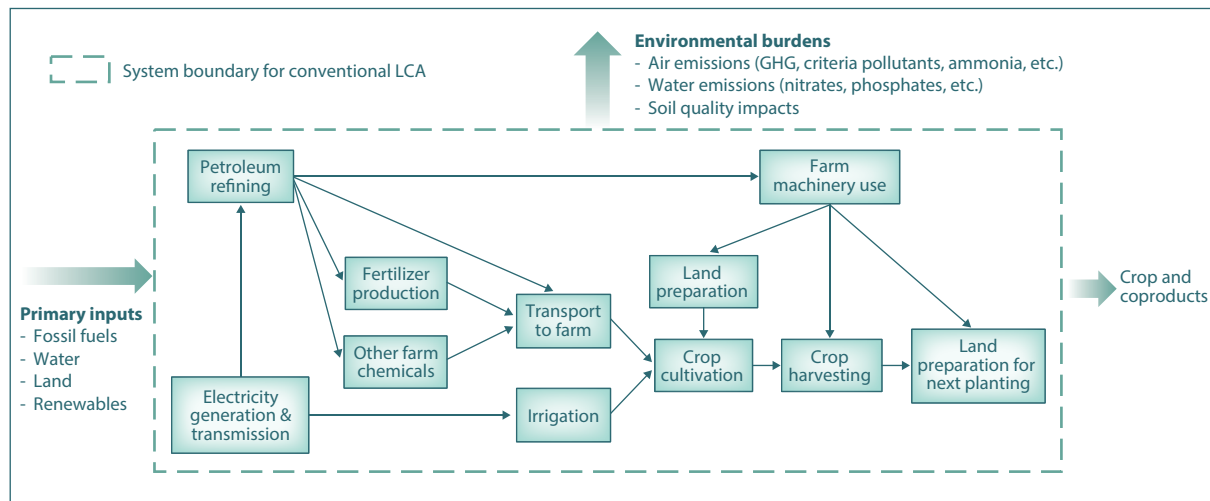 System boundary for conventional LCA
Environmental burdens
- Air emissions (GHG, criteria pollutants, ammonia, etc.)
- Water emissions (nitrates, phosphates, etc.)
- Soil quality impacts
Petroleum
refining
Farm
machinery use
Primary inputs
- Fossil fuels
- Water
- Land
- Renewables
Fertilizer
production
Land
preparation
Transport
to farm
Other farm
chemicals
Crop
cultivation
Crop
harvesting
Land
preparation for
next planting
Electricity
generation &
transmission
Irrigation
Crop and
coproducts